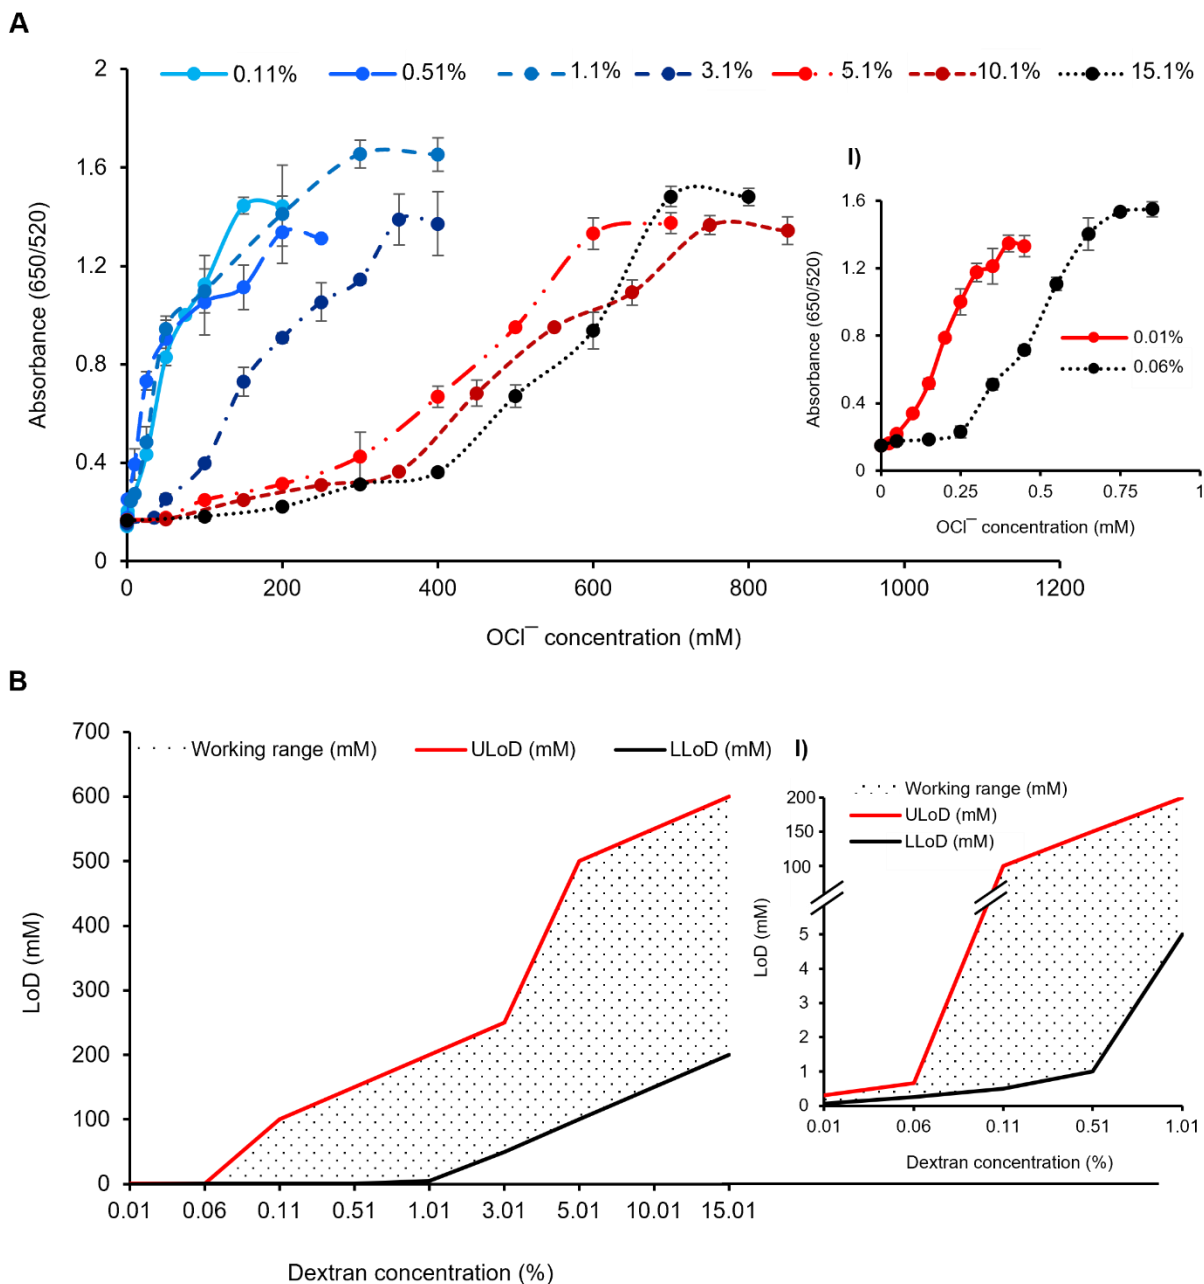 A
0.11% 0.51% 1.1% 3.1% 5.1% 10.1% 15.1%
2
1.6
1.2
0.8
0.4
0
Absorbance (650/520)
0 200 400 600 800 1000 1200
OCl¯ concentration (mM)
I)
1.6
1.2
0.8
0.4
0
Absorbance (650/520)
0.01%
0.06%
0 0.25 0.5 0.75 1
OCl¯ concentration (mM)
B
700
600
500
400
300
200
100
0
LoD (mM)
Working range (mM) ULoD (mM) LLoD (mM)
0.01 0.06 0.11 0.51 1.01 3.01 5.01 10.01 15.01
Dextran concentration (%)
I)
Working range (mM)
ULoD (mM)
LLoD (mM)
200
150
100
5
4
3
2
1
0
LoD (mM)
0.01 0.06 0.11 0.51 1.01
Dextran concentration (%)